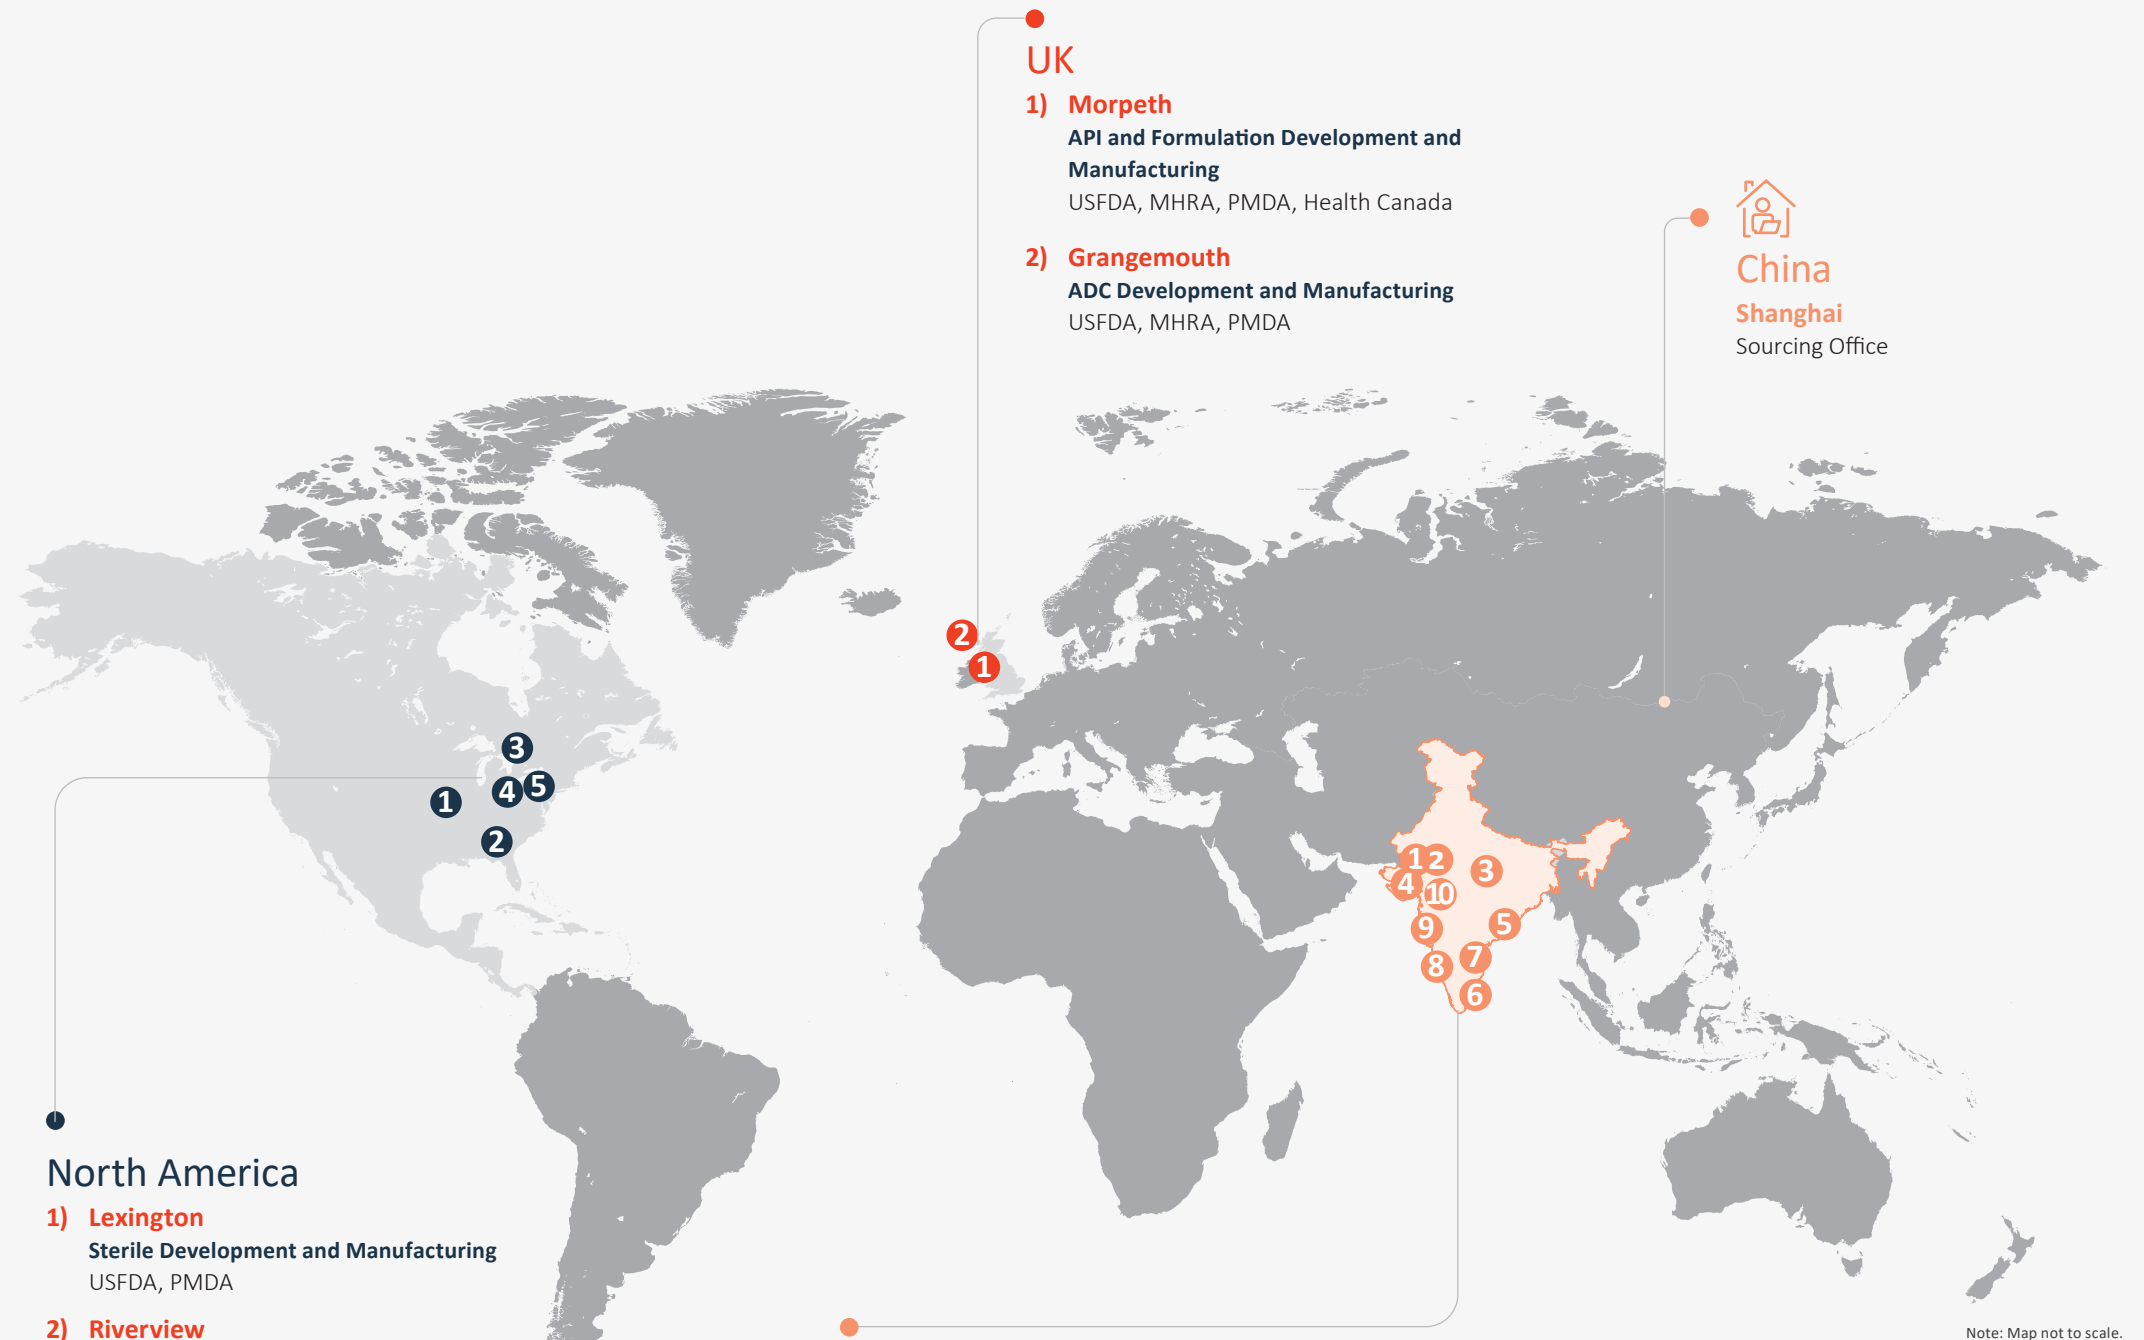 UK
1) Morpeth
API and Formulation Development and
Manufacturing
USFDA, MHRA, PMDA, Health Canada
2) Grangemouth
ADC Development and Manufacturing
USFDA, MHRA, PMDA
China
Shanghai
Sourcing Office
2
1
3
4
5
1
2
1
2
3
4
10
5
9
7
8
6
North America
1) Lexington
Sterile Development and Manufacturing
USFDA, PMDA
2) Riverview
Note: Map not to scale.